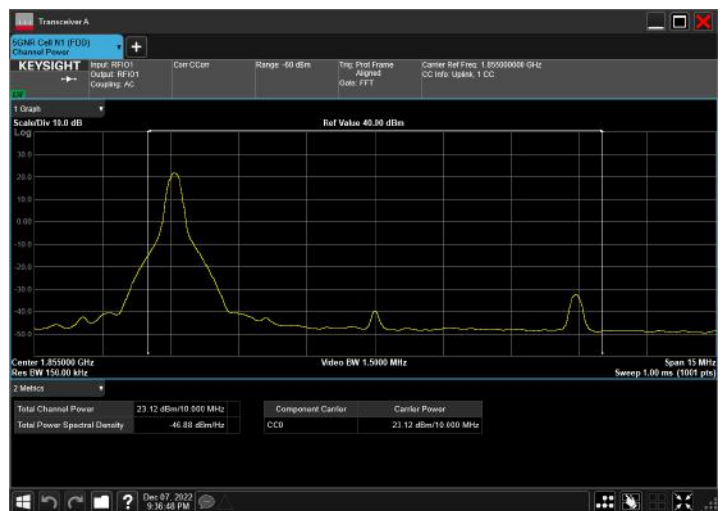 Transceiver A
5GNR Cell N1 (FDD)
Channel Power
KEYSIGHT
Input: RFIO1
Output: RFIO1
Coupling: AC
Corr CCorr
Range: -60 dBm
Trig: Prot Frame
Aligned
Gate: FFT
Carrier Ref Freq: 1.855000000 GHz
CC Info: Uplink, 1 CC
1 Graph
Scale/Div 10.0 dB
Ref Value 40.00 dBm
Log
30.0
20.0
10.0
0.00
-10.0
-20.0
-30.0
-40.0
-50.0
Center 1.855000 GHz
Video BW 1.5000 MHz
Span 15 MHz
Res BW 150.00 kHz
Sweep 1.00 ms (1001 pts)
2 Metrics
Total Channel Power 23.12 dBm/10.000 MHz
Total Power Spectral Density -46.88 dBm/Hz
Component Carrier Carrier Power
CC0 23.12 dBm/10.000 MHz
?
Dec 07, 2022
9:36:48 PM